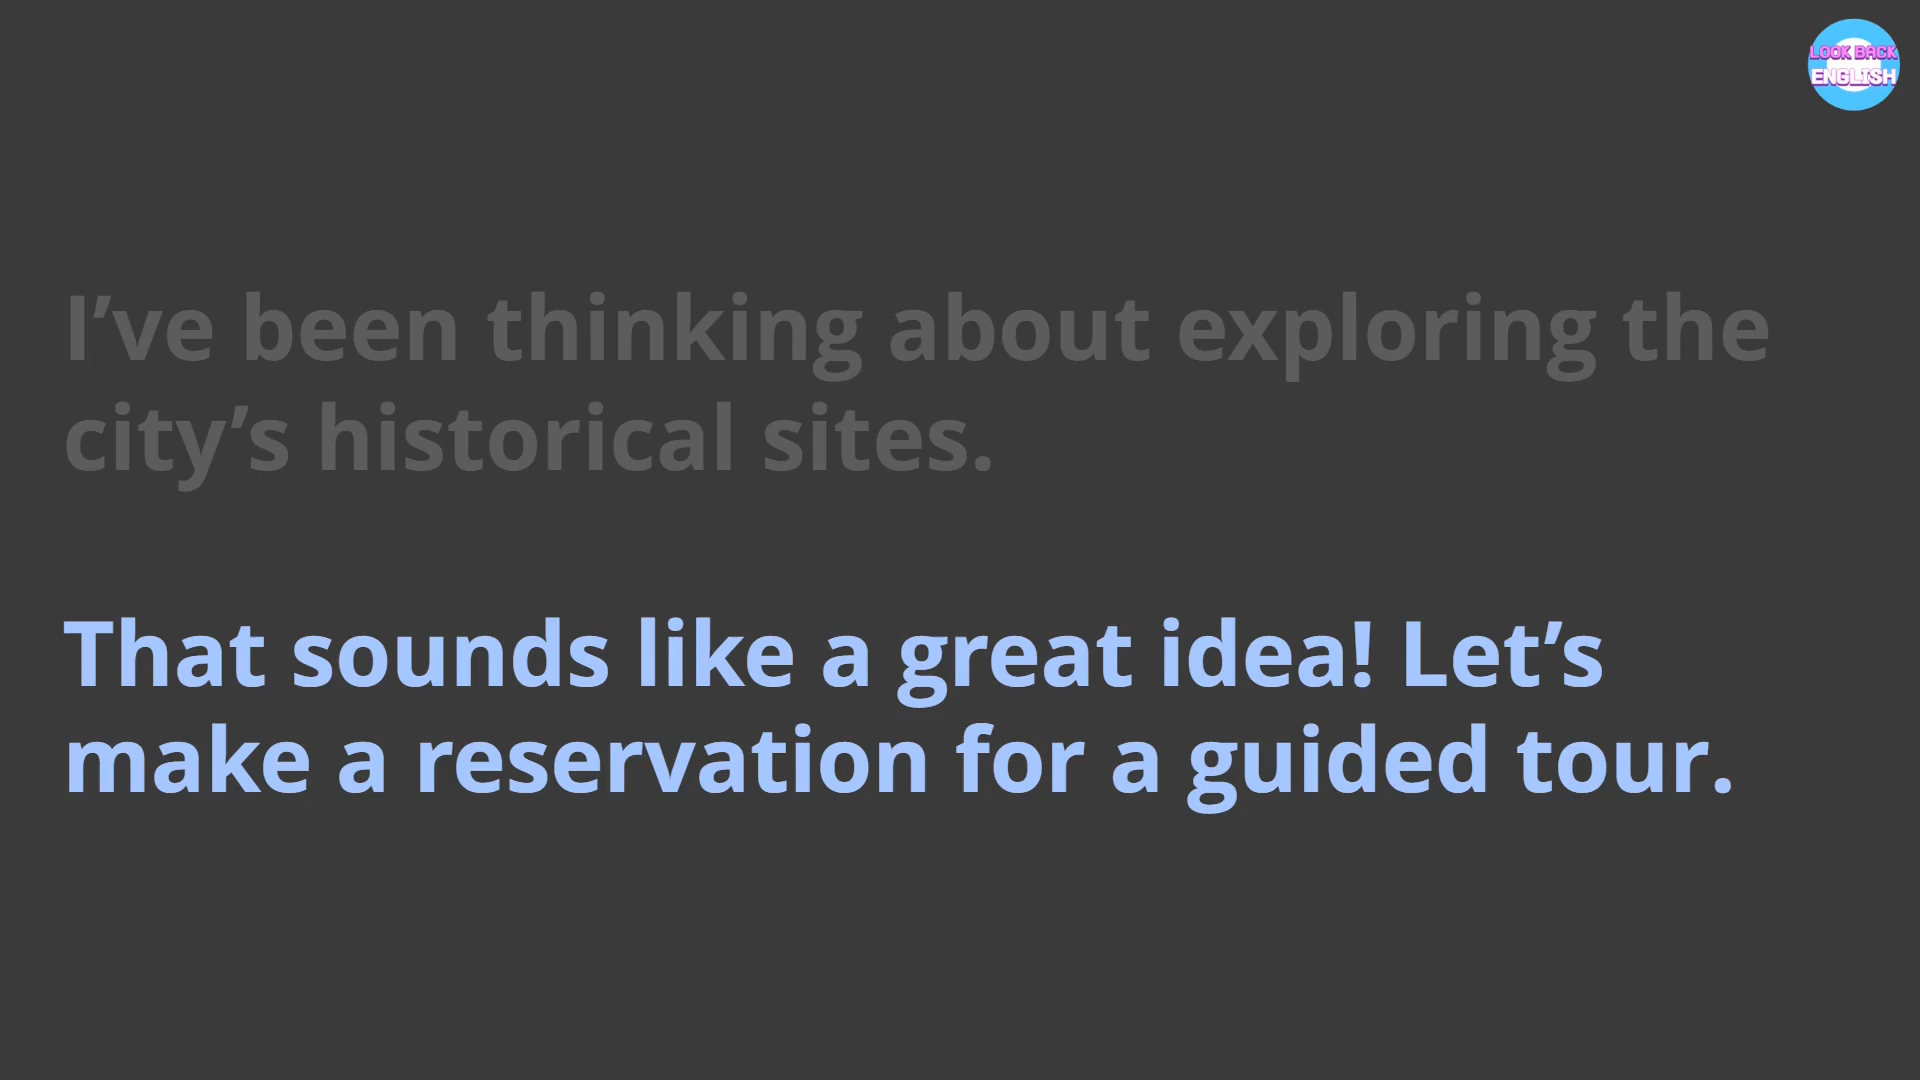 LOOK BACK
ENGLISH
I’ve been thinking about exploring the
city’s historical sites.
That sounds like a great idea! Let’s
make a reservation for a guided tour.